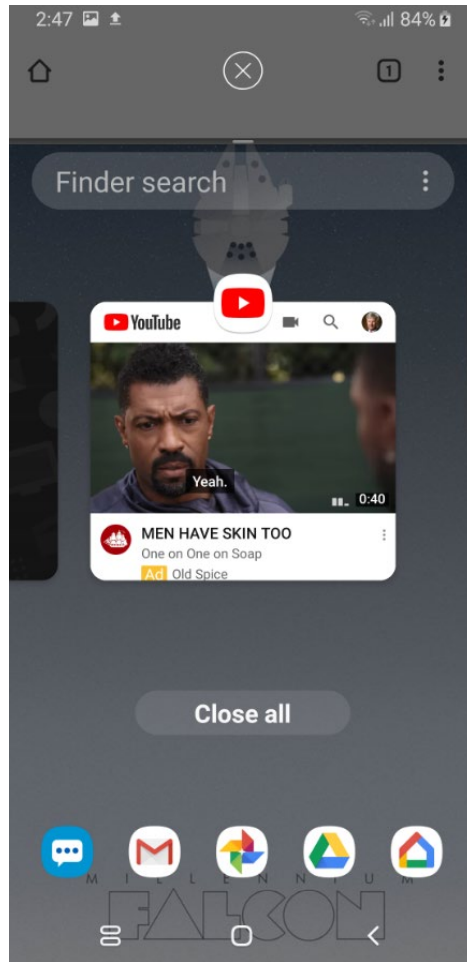 2:47 84%
1
Finder search
YouTube
Yeah.
0:40
MEN HAVE SKIN TOO
One on One on Soap
Ad Old Spice
Close all
MILLENNIUM
FALCON